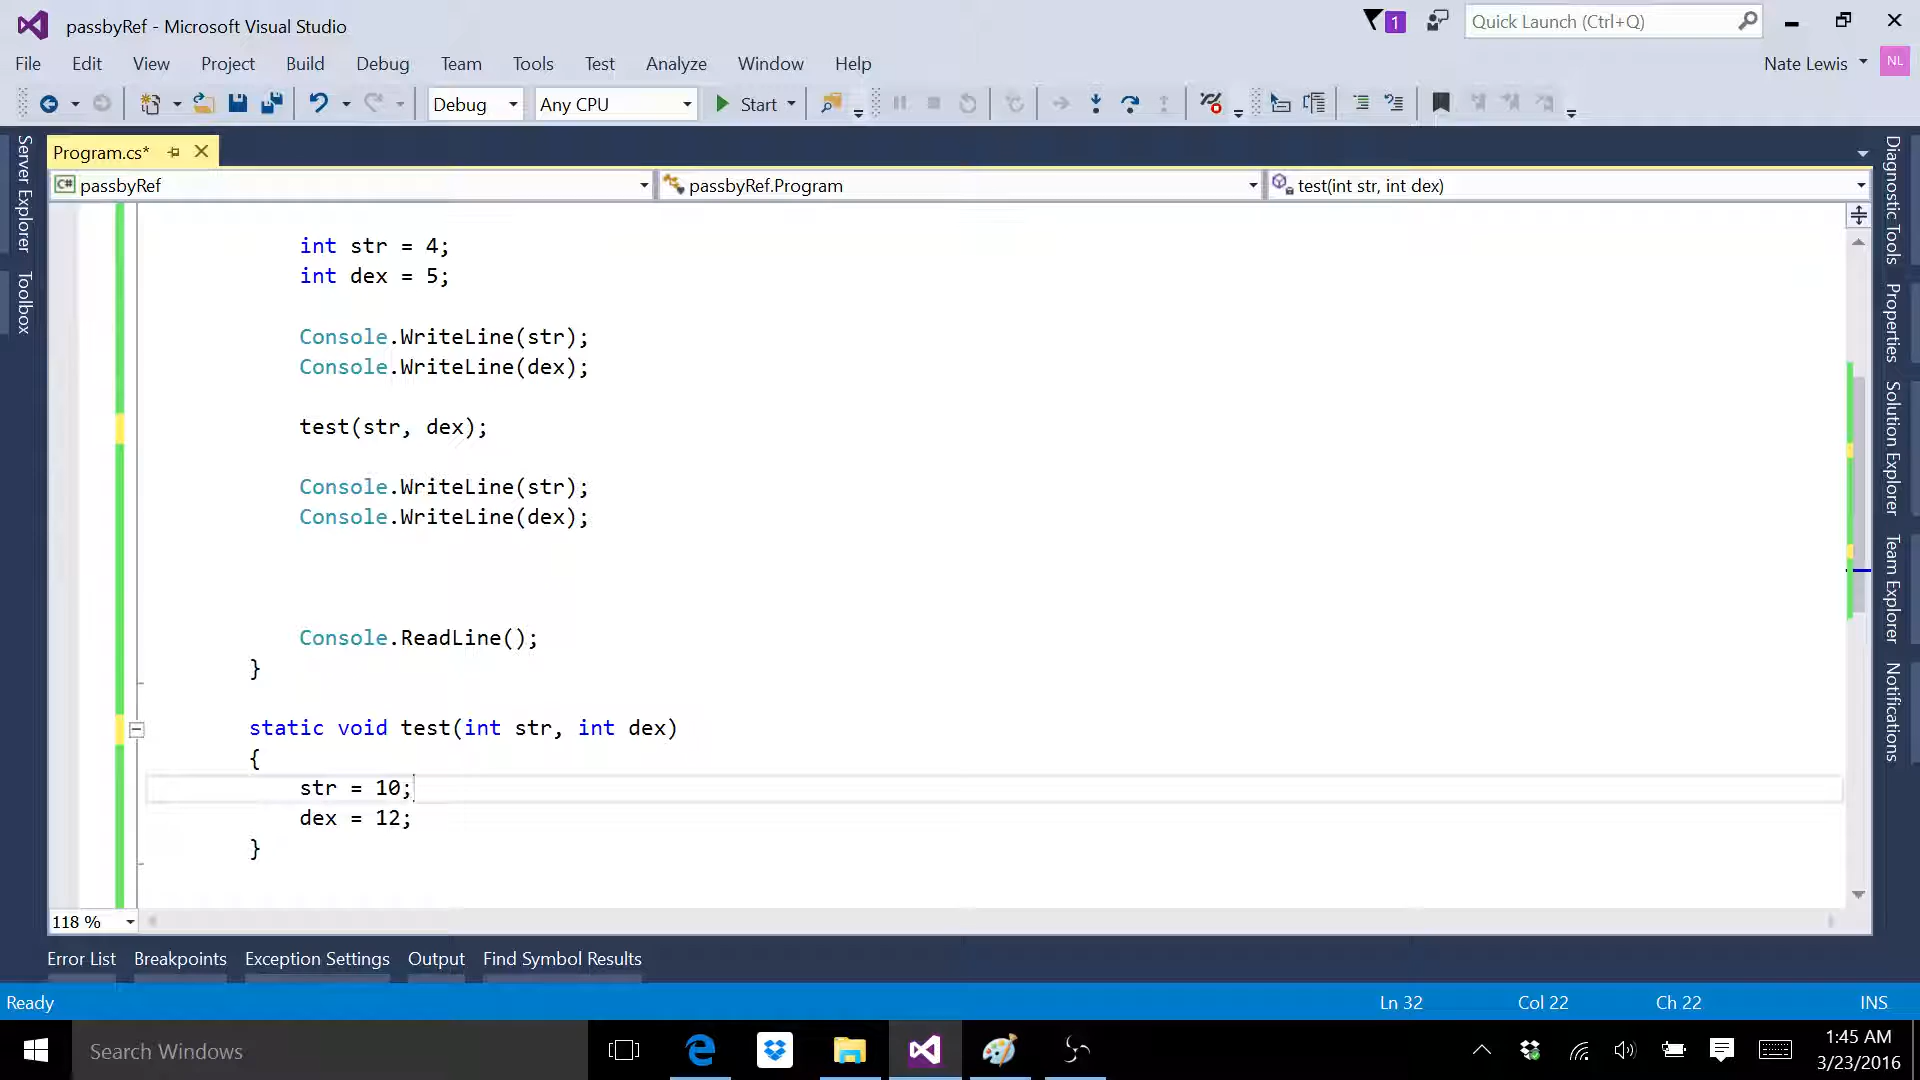 passbyRef - Microsoft Visual Studio
1
Quick Launch (Ctrl+Q)
File Edit View Project Build Debug Team Tools Test Analyze Window Help
Nate Lewis
NL
Debug Any CPU Start
Server Explorer
Toolbox
Program.cs*
C# passbyRef
passbyRef.Program
test(int str, int dex)
int str = 4;
int dex = 5;
Console.WriteLine(str);
Console.WriteLine(dex);
test(str, dex);
Console.WriteLine(str);
Console.WriteLine(dex);
Console.ReadLine();
}
static void test(int str, int dex)
{
str = 10;
dex = 12;
}
118 %
Diagnostic Tools
Properties
Solution Explorer
Team Explorer
Notifications
Error List Breakpoints Exception Settings Output Find Symbol Results
Ready
Ln 32 Col 22 Ch 22 INS
Search Windows
1:45 AM
3/23/2016